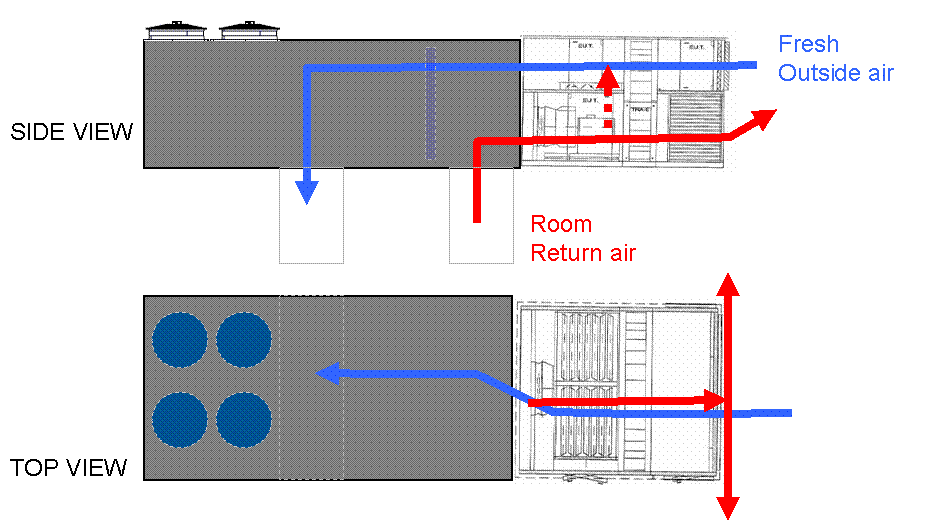 Fresh
Outside air
SIDE VIEW
Room
Return air
TOP VIEW